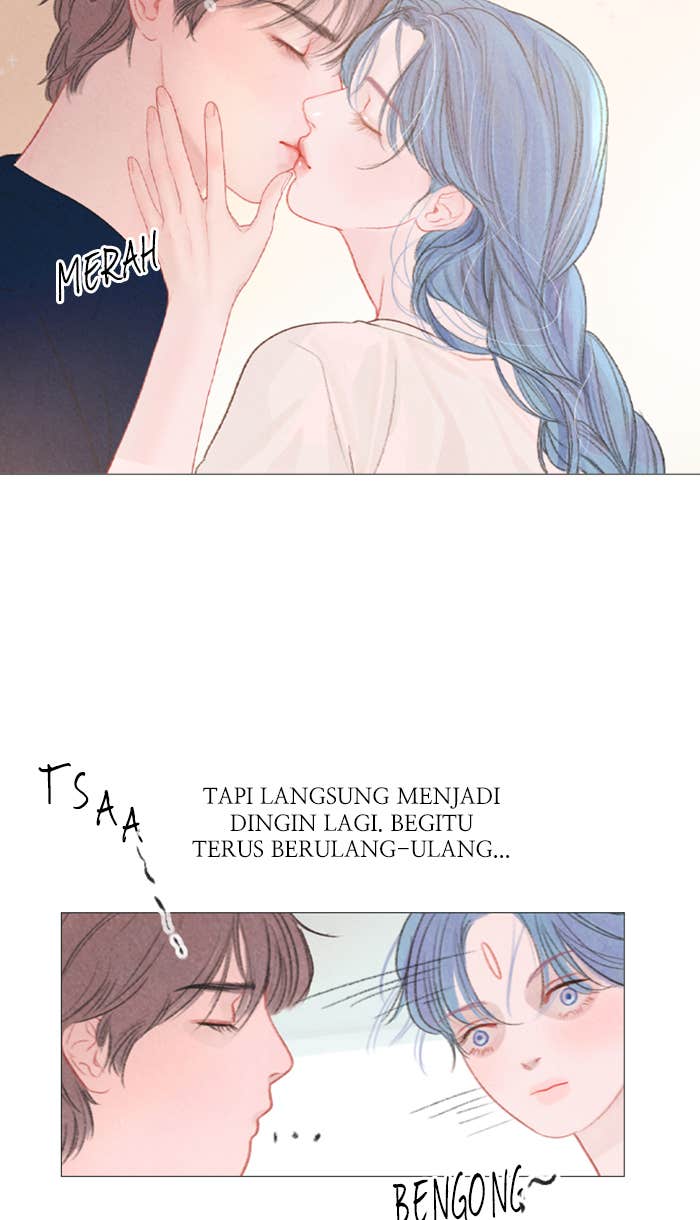 MERAH
TSAA
TAPI LANGSUNG MENJADI
DINGIN LAGI. BEGITU
TERUS BERULANG-ULANG...
...
BENGONG~